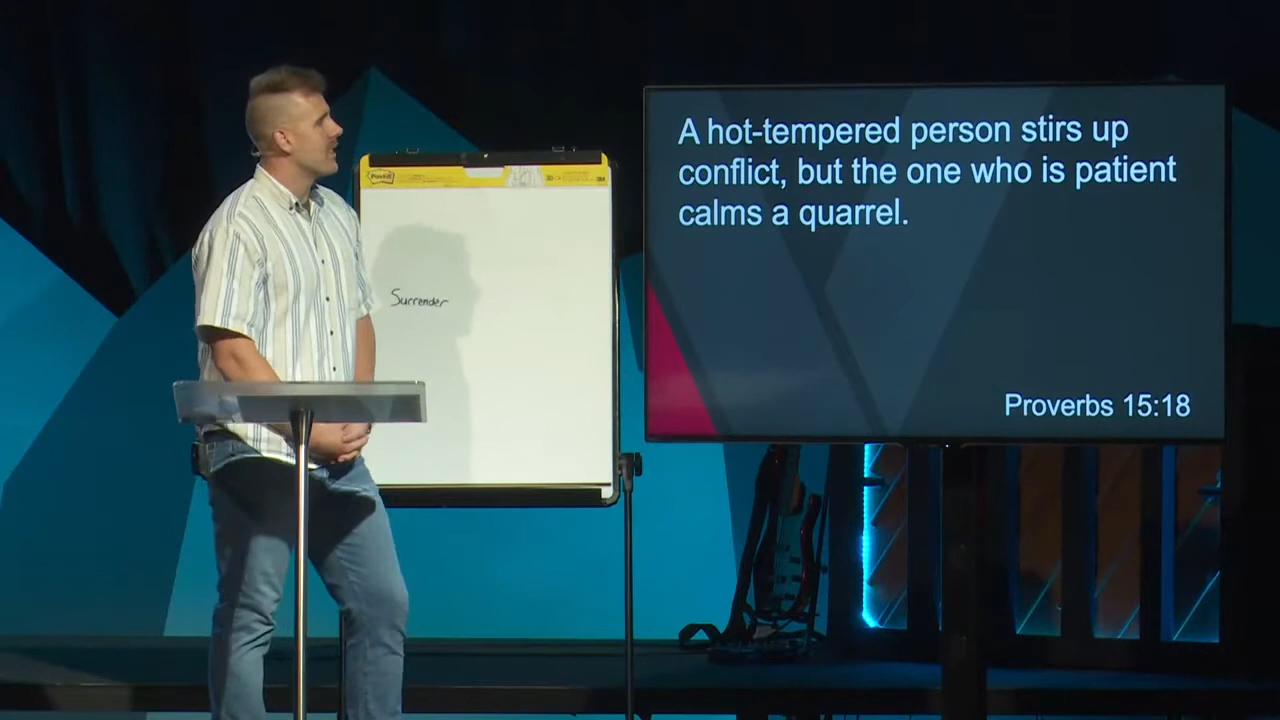 Post-it
Surrender
A hot-tempered person stirs up
conflict, but the one who is patient
calms a quarrel.
Proverbs 15:18